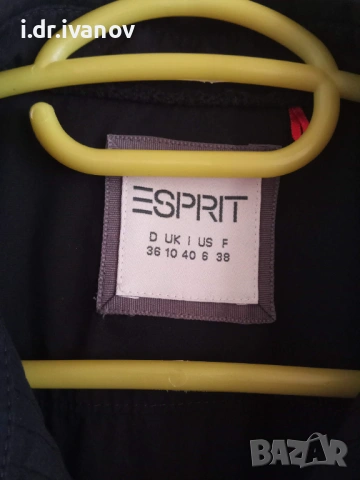 i.dr.ivanov
ESPRIT
D UK I US F
36 10 40 6 38
BAZAR